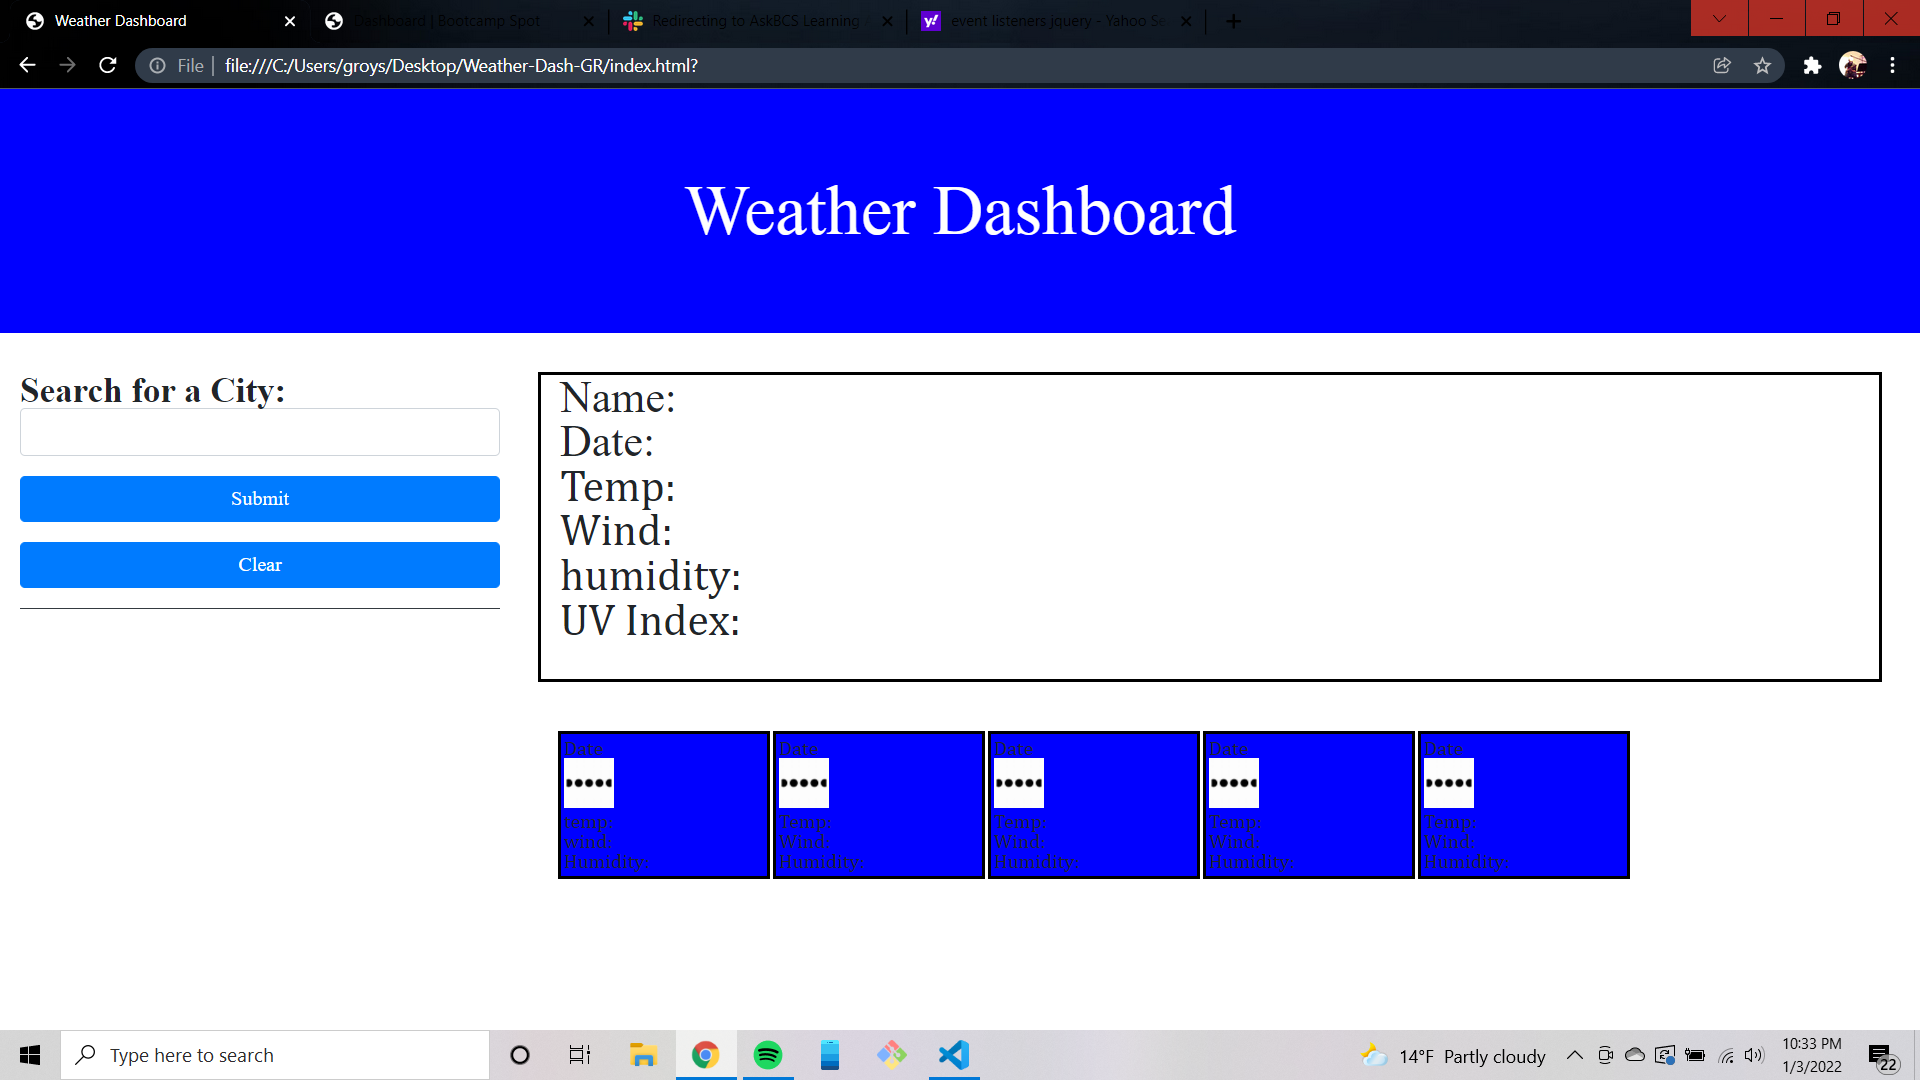 Weather Dashboard
Dashboard | Bootcamp Spot
Redirecting to AskBCS Learning
event listeners jquery - Yahoo Se
File | file:///C:/Users/groys/Desktop/Weather-Dash-GR/index.html?
Weather Dashboard
Search for a City:
Submit
Clear
Name:
Date:
Temp:
Wind:
humidity:
UV Index:
Date
temp:
wind:
Humidity:
Date
Temp:
Wind:
Humidity:
Date
Temp:
Wind:
Humidity:
Date
Temp:
Wind:
Humidity:
Date
Temp:
Wind:
Humidity:
Type here to search
14°F Partly cloudy
10:33 PM
1/3/2022
22